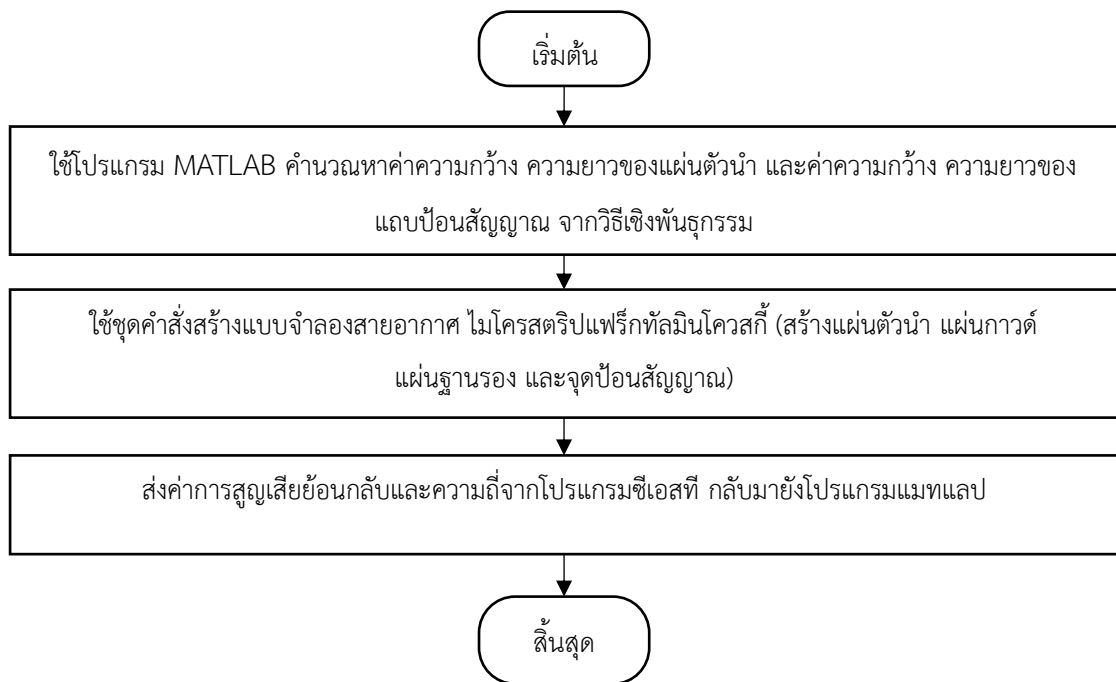 เริ่มต้น
ใช้โปรแกรม MATLAB คำนวณหาค่าความกว้าง ความยาวของแผ่นตัวนำ และค่าความกว้าง ความยาวของ
แถบป้อนสัญญาณ จากวิธีเชิงพันธุกรรม
ใช้ชุดคำสั่งสร้างแบบจำลองสายอากาศ ไมโครสตริปแฟร็กทัลมินโควสกี้ (สร้างแผ่นตัวนำ แผ่นกาวด์
แผ่นฐานรอง และจุดป้อนสัญญาณ)
ส่งค่าการสูญเสียย้อนกลับและความถี่จากโปรแกรมซีเอสที กลับมายังโปรแกรมแมทแลป
สิ้นสุด